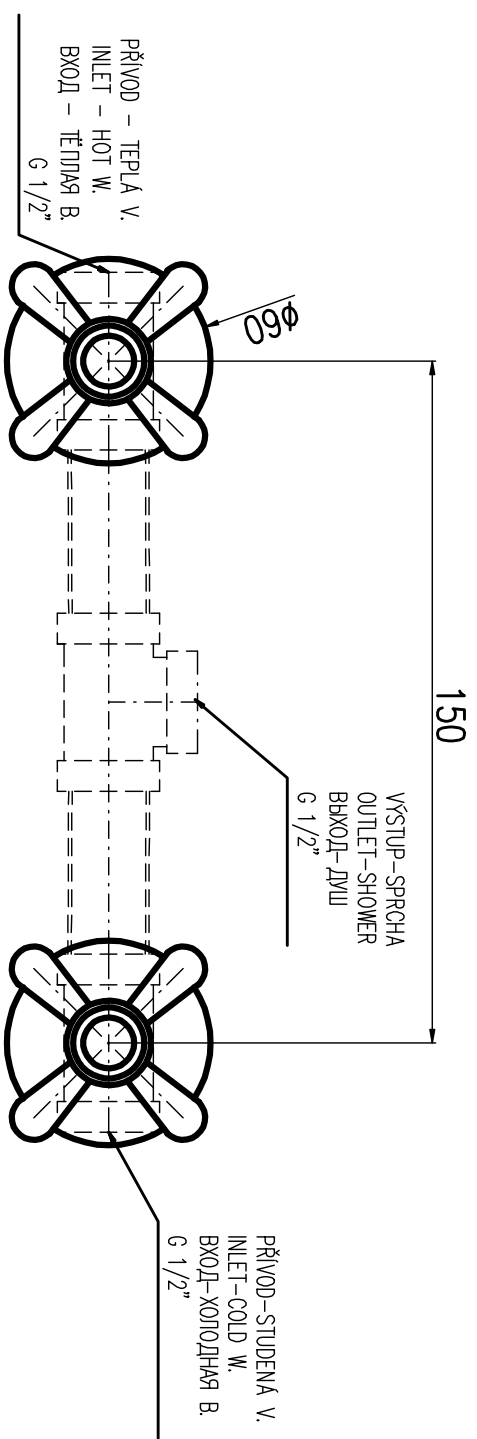 PŘÍVOD - TEPLÁ V.
INLET - HOT W.
ВХОД - ТЁПЛАЯ В.
G 1/2"
ϕ60
150
VÝSTUP-SPRCHA
OUTLET-SHOWER
ВЫХОД-ДУШ
G 1/2"
PŘÍVOD-STUDENÁ V.
INLET-COLD W.
ВХОД-ХОЛОДНАЯ В.
G 1/2"